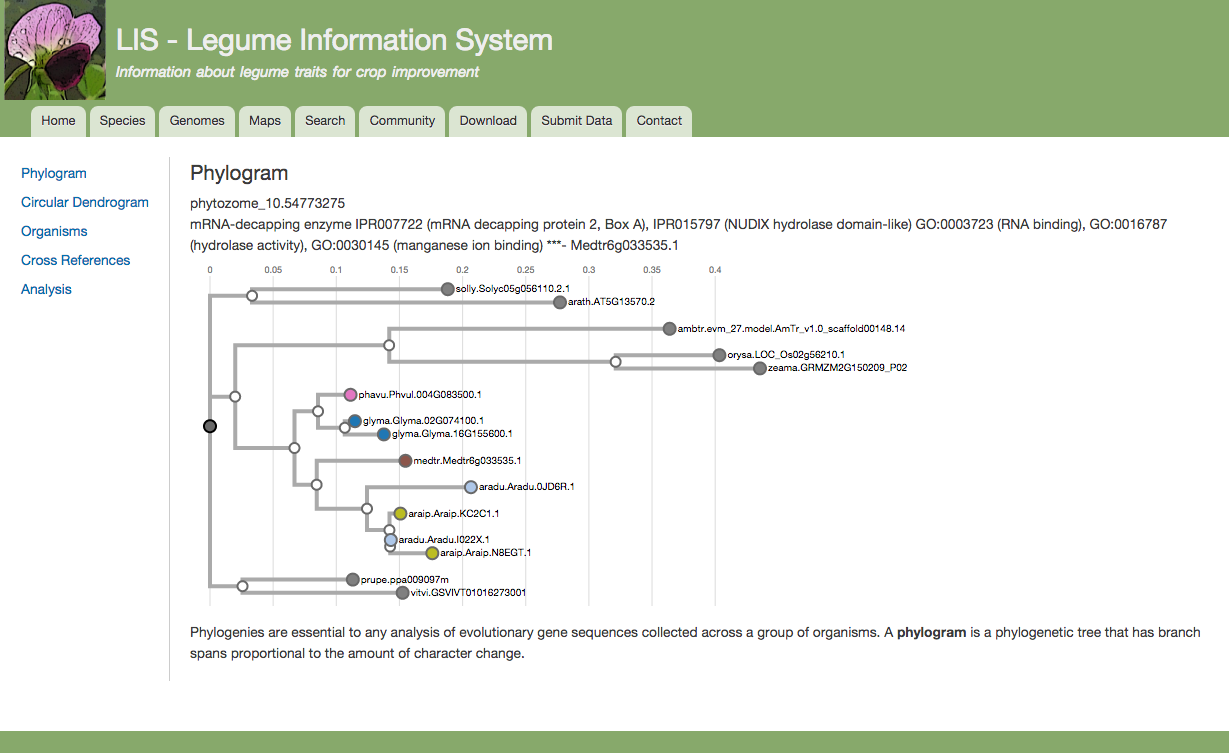 LIS - Legume Information System
Information about legume traits for crop improvement
Home Species Genomes Maps Search Community Download Submit Data Contact
Phylogram
Circular Dendrogram
Organisms
Cross References
Analysis
Phylogram
phytozome_10.54773275
mRNA-decapping enzyme IPR007722 (mRNA decapping protein 2, Box A), IPR015797 (NUDIX hydrolase domain-like) GO:0003723 (RNA binding), GO:0016787
(hydrolase activity), GO:0030145 (manganese ion binding) ***- Medtr6g033535.1
0 0.05 0.1 0.15 0.2 0.25 0.3 0.35 0.4
solly.Solyc05g056110.2.1
arath.AT5G13570.2
ambtr.evm_27.model.AmTr_v1.0_scaffold00148.14
orysa.LOC_Os02g56210.1
zeama.GRMZM2G150209_P02
phavu.Phvul.004G083500.1
glyma.Glyma.02G074100.1
glyma.Glyma.16G155600.1
medtr.Medtr6g033535.1
aradu.Aradu.0JD6R.1
araip.Araip.KC2C1.1
aradu.Aradu.I022X.1
araip.Araip.N8EGT.1
prupe.ppa009097m
vitvi.GSVIVT01016273001
Phylogenies are essential to any analysis of evolutionary gene sequences collected across a group of organisms. A phylogram is a phylogenetic tree that has branch
spans proportional to the amount of character change.